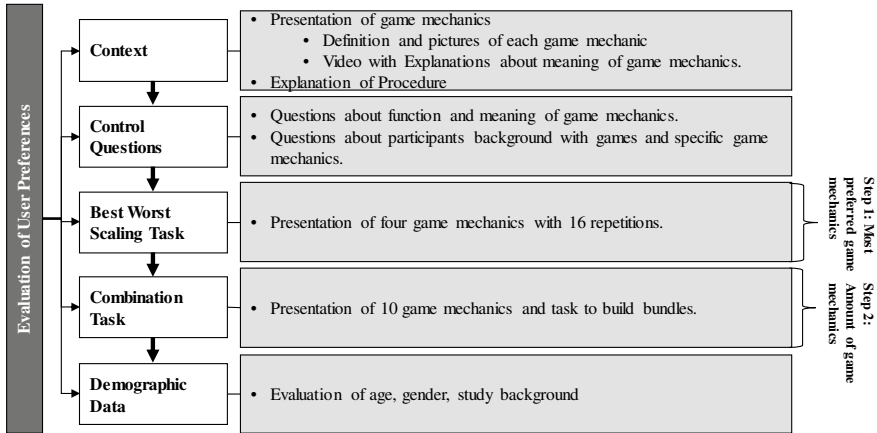 Evaluation of User Preferences
Context
• Presentation of game mechanics
• Definition and pictures of each game mechanic
• Video with Explanations about meaning of game mechanics.
• Explanation of Procedure
Control
Questions
• Questions about function and meaning of game mechanics.
• Questions about participants background with games and specific game
mechanics.
Best Worst
Scaling Task
• Presentation of four game mechanics with 16 repetitions.
Step 1: Most
preferred game
mechanics
Combination
Task
• Presentation of 10 game mechanics and task to build bundles.
Step 2:
Amount of game
mechanics
Demographic
Data
• Evaluation of age, gender, study background